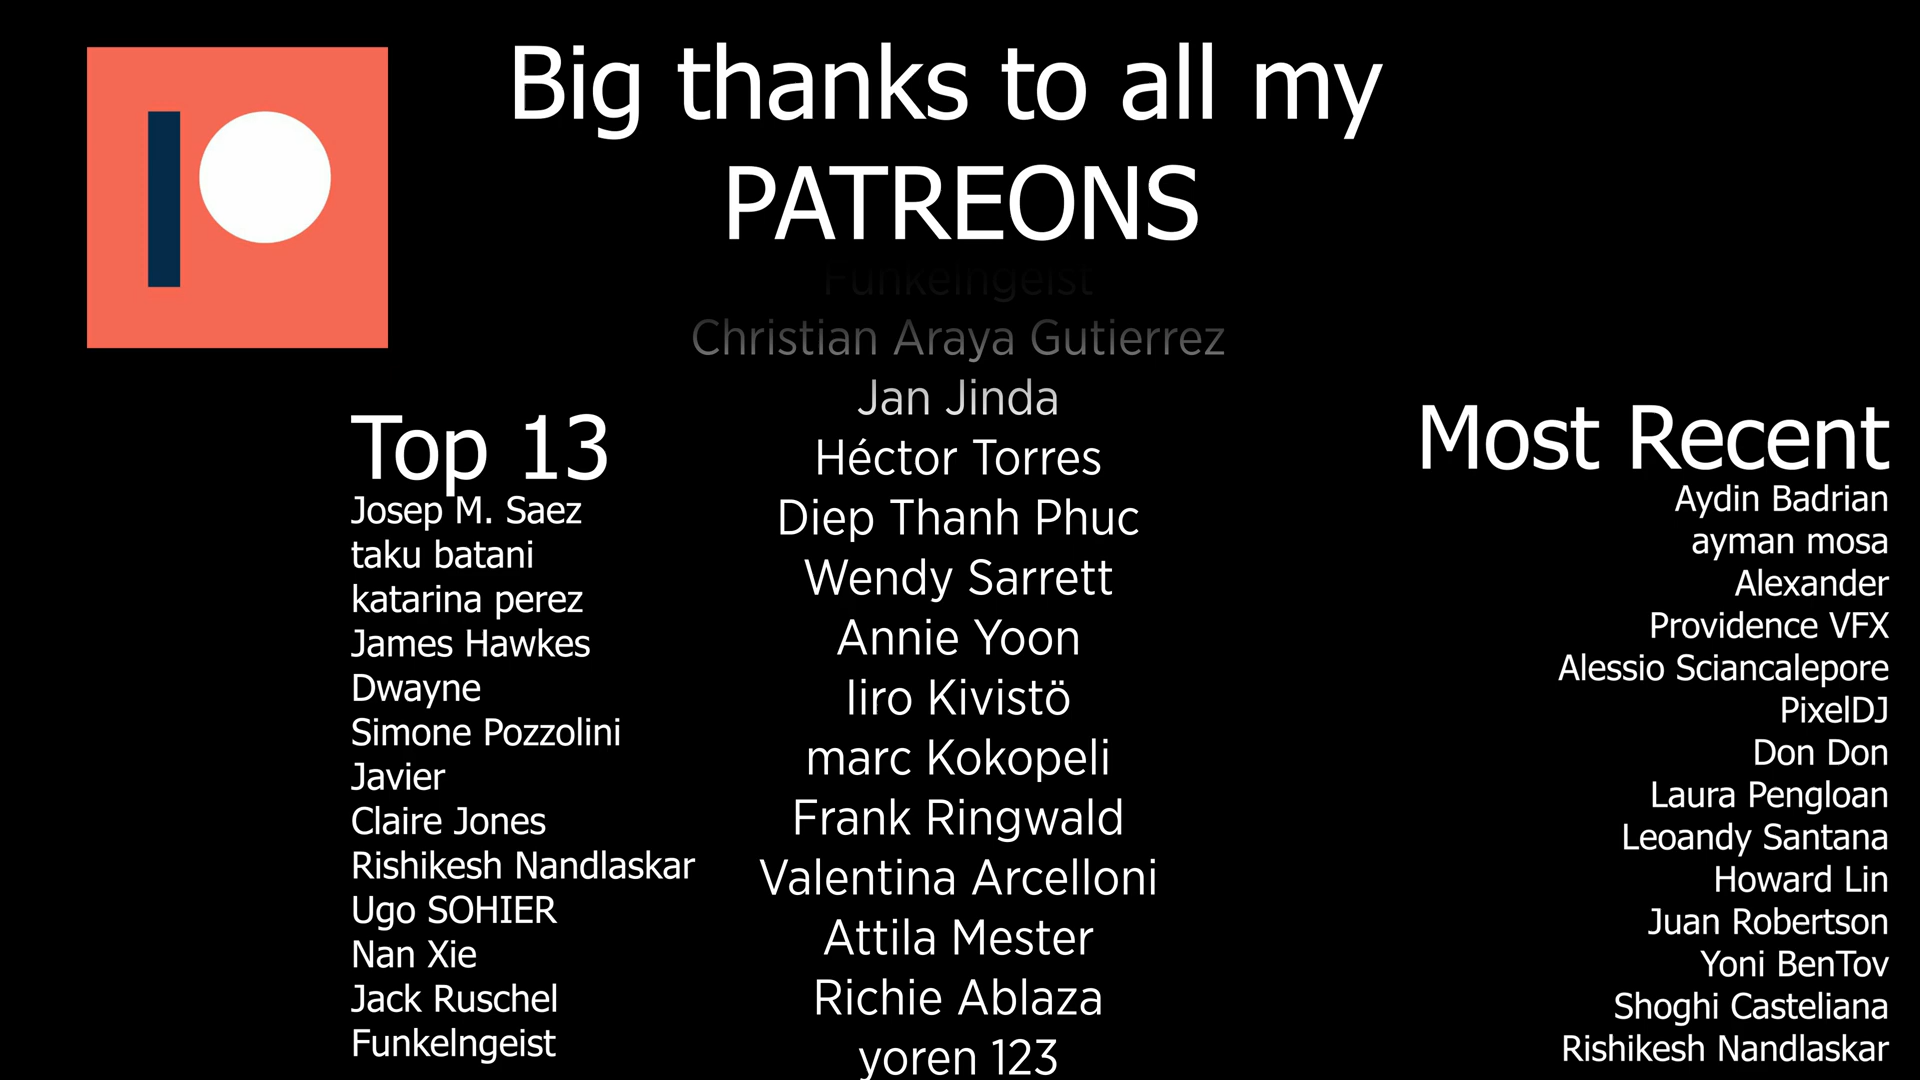 Big thanks to all my
PATREONS
Top 13
Josep M. Saez
taku batani
katarina perez
James Hawkes
Dwayne
Simone Pozzolini
Javier
Claire Jones
Rishikesh Nandlaskar
Ugo SOHIER
Nan Xie
Jack Ruschel
Funkelngeist
Funkelngeist
Christian Araya Gutierrez
Jan Jinda
Héctor Torres
Diep Thanh Phuc
Wendy Sarrett
Annie Yoon
Iiro Kivistö
marc Kokopeli
Frank Ringwald
Valentina Arcelloni
Attila Mester
Richie Ablaza
yoren 123
Most Recent
Aydin Badrian
ayman mosa
Alexander
Providence VFX
Alessio Sciancalepore
PixelDJ
Don Don
Laura Pengloan
Leoandy Santana
Howard Lin
Juan Robertson
Yoni BenTov
Shoghi Casteliana
Rishikesh Nandlaskar